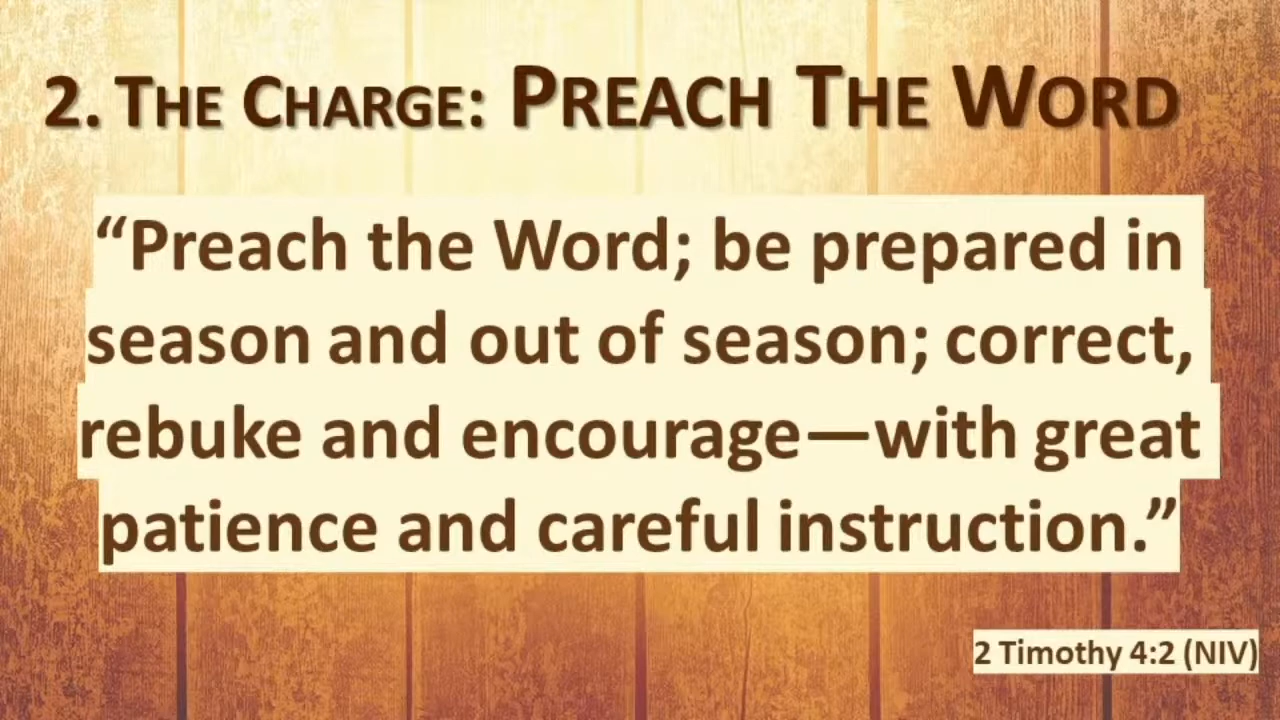 2. The Charge: Preach The Word
“Preach the Word; be prepared in
season and out of season; correct,
rebuke and encourage—with great
patience and careful instruction.”
2 Timothy 4:2 (NIV)